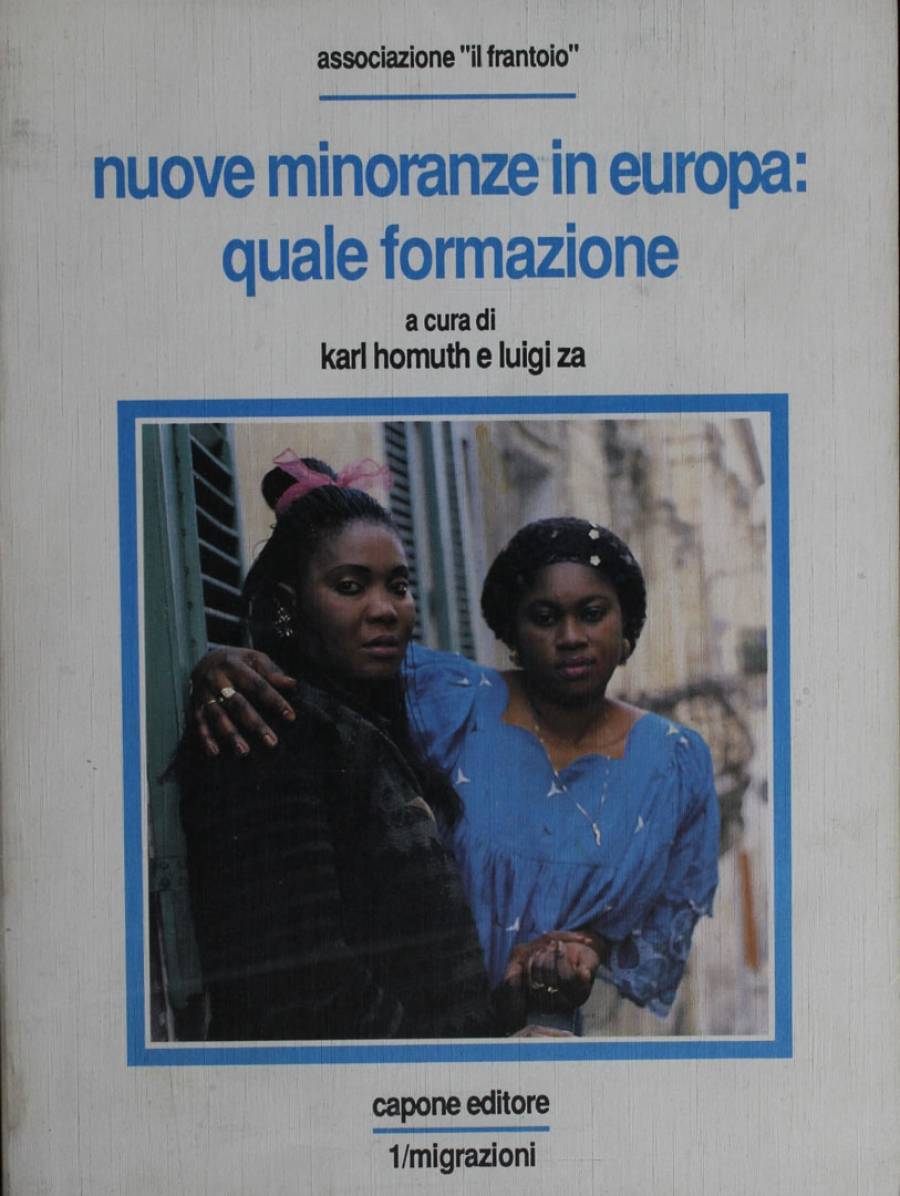 associazione "il frantoio"
nuove minoranze in europa:
quale formazione
a cura di
karl homuth e luigi za
capone editore
1/migrazioni